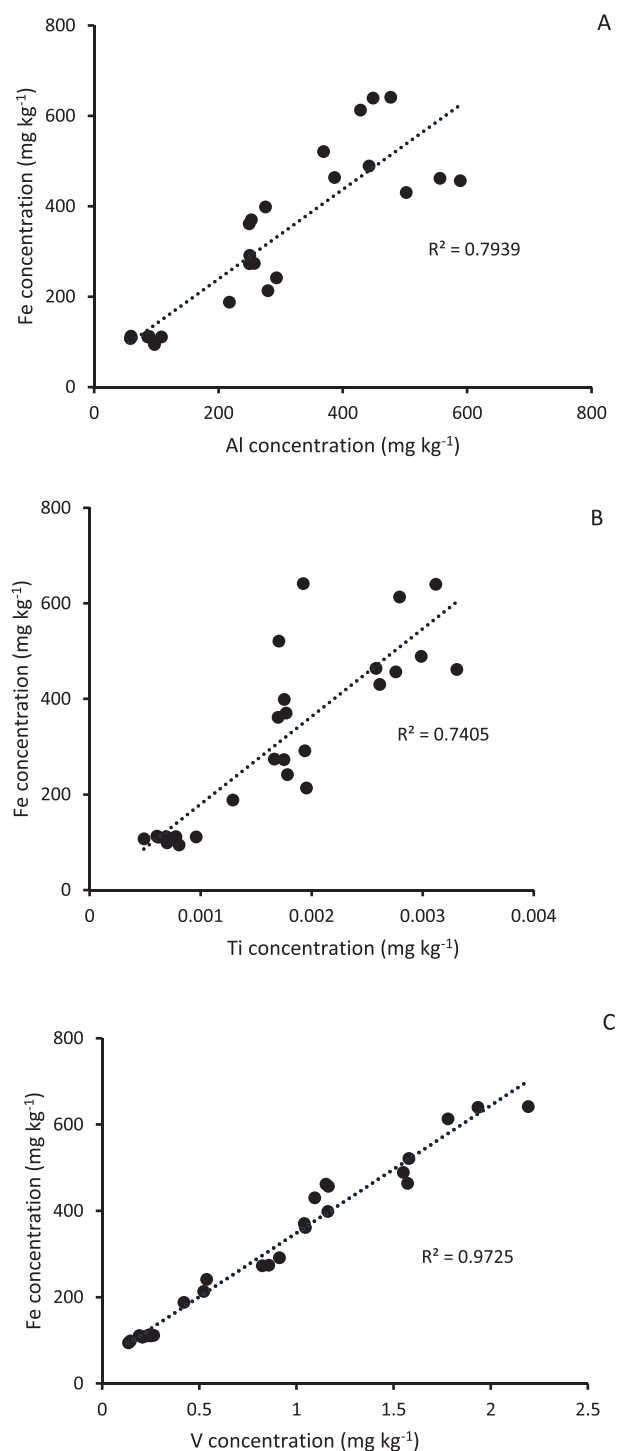 A
800
600
400
200
0
0 200 400 600 800
Fe concentration (mg kg⁻¹)
R² = 0.7939
Al concentration (mg kg⁻¹)
B
800
600
400
200
0
0 0.001 0.002 0.003 0.004
Fe concentration (mg kg⁻¹)
R² = 0.7405
Ti concentration (mg kg⁻¹)
C
800
600
400
200
0
0 0.5 1 1.5 2 2.5
Fe concentration (mg kg⁻¹)
R² = 0.9725
V concentration (mg kg⁻¹)